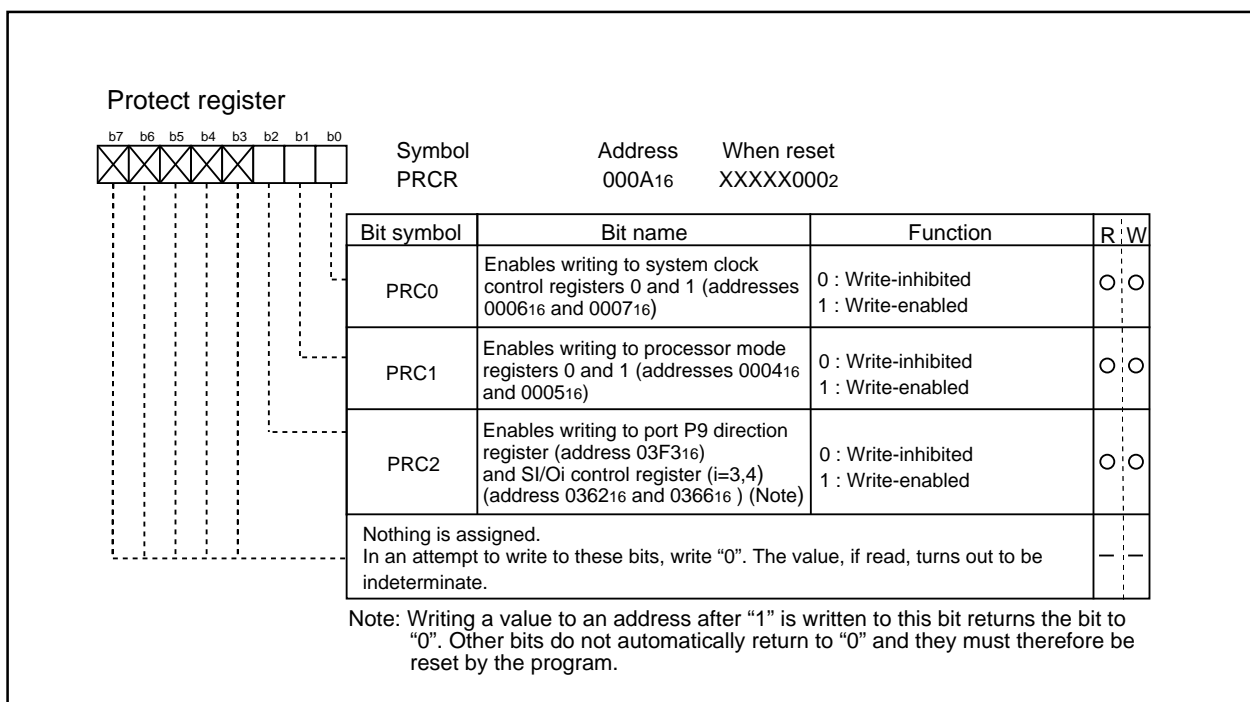 Protect register
b7 b6 b5 b4 b3 b2 b1 b0
Symbol Address When reset
PRCR 000A16 XXXXX0002
Bit symbol Bit name Function R W
PRC0
Enables writing to system clock
control registers 0 and 1 (addresses
000616 and 000716)
0 : Write-inhibited
1 : Write-enabled
PRC1
Enables writing to processor mode
registers 0 and 1 (addresses 000416
and 000516)
0 : Write-inhibited
1 : Write-enabled
PRC2
Enables writing to port P9 direction
register (address 03F316)
and SI/Oi control register (i=3,4)
(address 036216 and 036616 ) (Note)
0 : Write-inhibited
1 : Write-enabled
Nothing is assigned.
In an attempt to write to these bits, write “0”. The value, if read, turns out to be
indeterminate.
Note: Writing a value to an address after “1” is written to this bit returns the bit to
“0”. Other bits do not automatically return to “0” and they must therefore be
reset by the program.